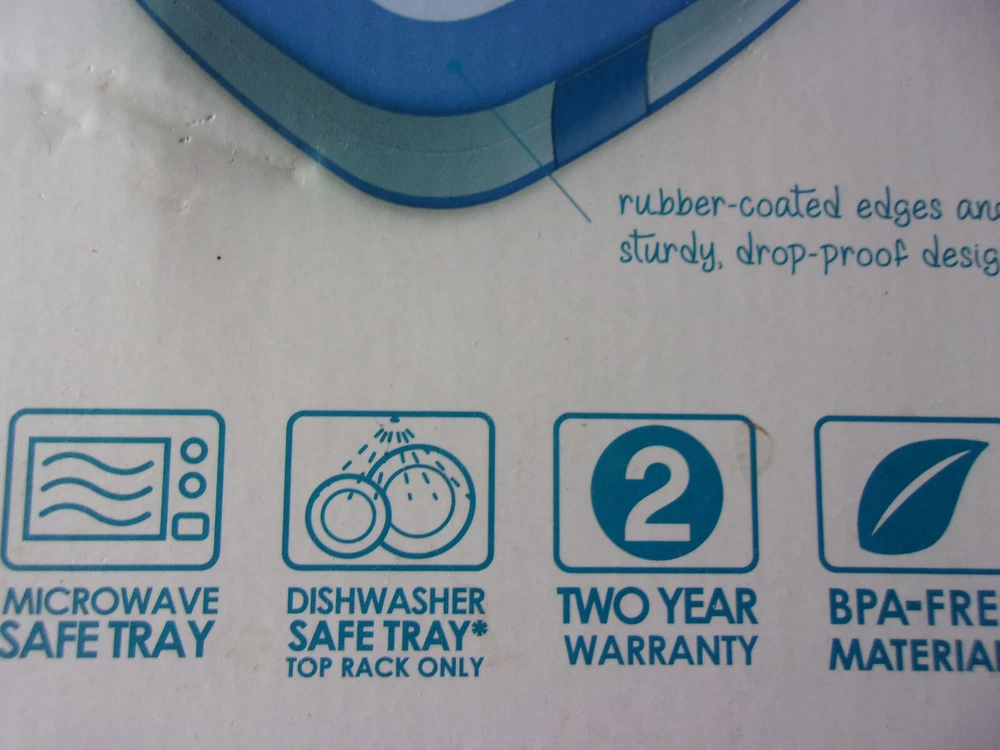 rubber-coated edges and
sturdy, drop-proof desig
MICROWAVE
SAFE TRAY
DISHWASHER
SAFE TRAY*
TOP RACK ONLY
2
TWO YEAR
WARRANTY
BPA-FRE
MATERIA